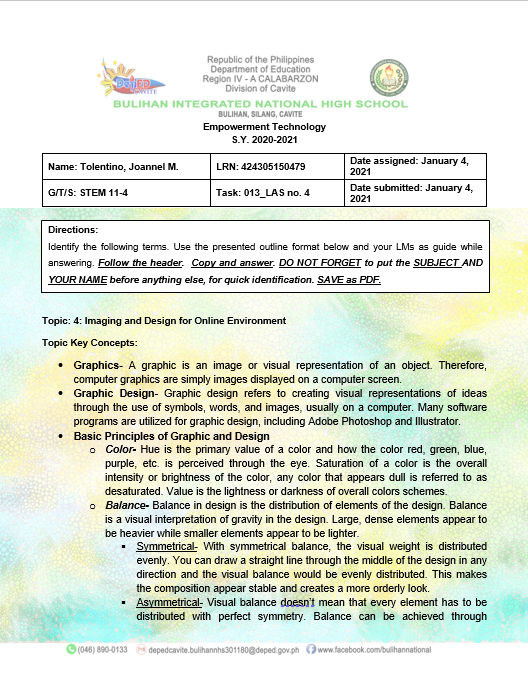 Republic of the Philippines
Department of Education
Region IV - A CALABARZON
Division of Cavite
BULIHAN INTEGRATED NATIONAL HIGH SCHOOL
BULIHAN, SILANG, CAVITE
Empowerment Technology
S.Y. 2020-2021
Name: Tolentino, Joannel M.
LRN: 424305150479
Date assigned: January 4,
2021
G/T/S: STEM 11-4
Task: 013_LAS no. 4
Date submitted: January 4,
2021
Directions:
Identify the following terms. Use the presented outline format below and your LMs as guide while
answering. Follow the header. Copy and answer. DO NOT FORGET to put the SUBJECT AND
YOUR NAME before anything else, for quick identification. SAVE as PDF.
Topic: 4: Imaging and Design for Online Environment
Topic Key Concepts:
• Graphics- A graphic is an image or visual representation of an object. Therefore,
computer graphics are simply images displayed on a computer screen.
• Graphic Design- Graphic design refers to creating visual representations of ideas
through the use of symbols, words, and images, usually on a computer. Many software
programs are utilized for graphic design, including Adobe Photoshop and Illustrator.
• Basic Principles of Graphic and Design
o Color- Hue is the primary value of a color and how the color red, green, blue,
purple, etc. is perceived through the eye. Saturation of a color is the overall
intensity or brightness of the color, any color that appears dull is referred to as
desaturated. Value is the lightness or darkness of overall colors schemes.
o Balance- Balance in design is the distribution of elements of the design. Balance
is a visual interpretation of gravity in the design. Large, dense elements appear to
be heavier while smaller elements appear to be lighter.
▪ Symmetrical- With symmetrical balance, the visual weight is distributed
evenly. You can draw a straight line through the middle of the design in any
direction and the visual balance would be evenly distributed. This makes
the composition appear stable and creates a more orderly look.
▪ Asymmetrical- Visual balance doesn't mean that every element has to be
distributed with perfect symmetry. Balance can be achieved through
(046) 890-0133
depedcavite.bulihannhs301180@deped.gov.ph
www.facebook.com/bulihannational